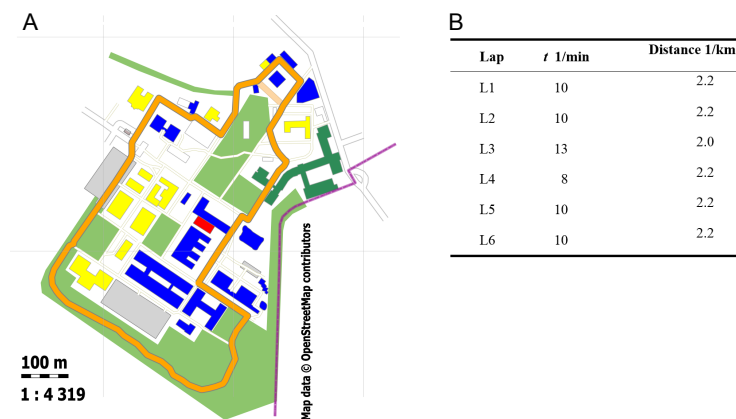 A
100 m
1 : 4 319
Map data © OpenStreetMap contributors
B
Lap t 1/min Distance 1/km
L1 10 2.2
L2 10 2.2
L3 13 2.0
L4 8 2.2
L5 10 2.2
L6 10 2.2